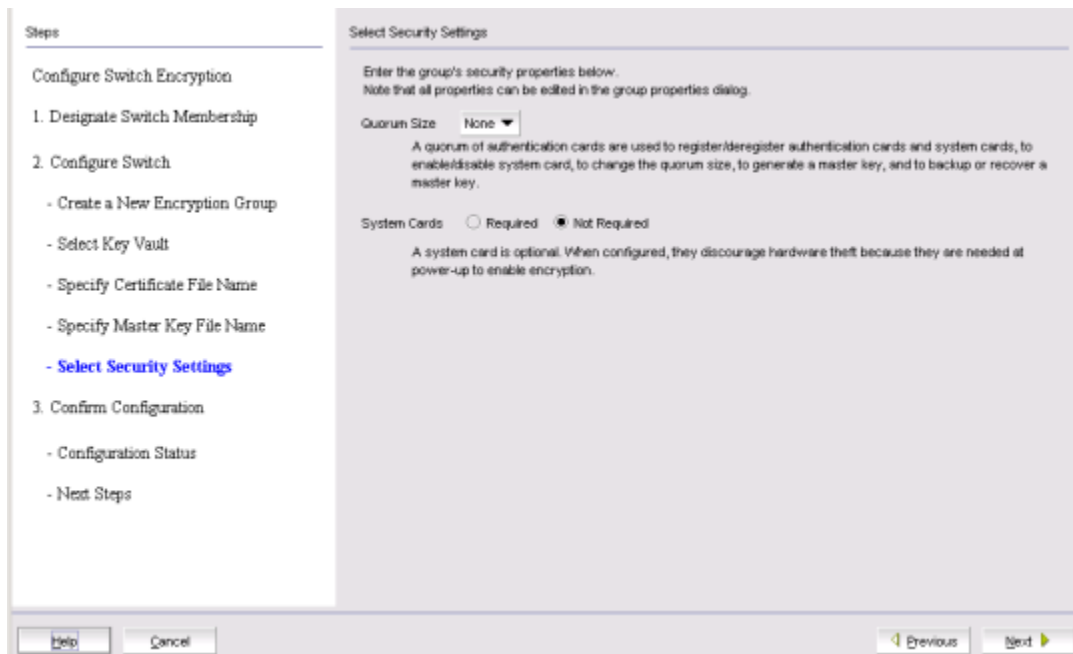 Steps
Configure Switch Encryption
1. Designate Switch Membership
2. Configure Switch
- Create a New Encryption Group
- Select Key Vault
- Specify Certificate File Name
- Specify Master Key File Name
- Select Security Settings
3. Confirm Configuration
- Configuration Status
- Next Steps
Select Security Settings
Enter the group's security properties below.
Note that all properties can be edited in the group properties dialog.
Quorum Size None
A quorum of authentication cards are used to register/deregister authentication cards and system cards, to
enable/disable system card, to change the quorum size, to generate a master key, and to backup or recover a
master key.
System Cards Required Not Required
A system card is optional. When configured, they discourage hardware theft because they are needed at
power-up to enable encryption.
Help Cancel Previous Next